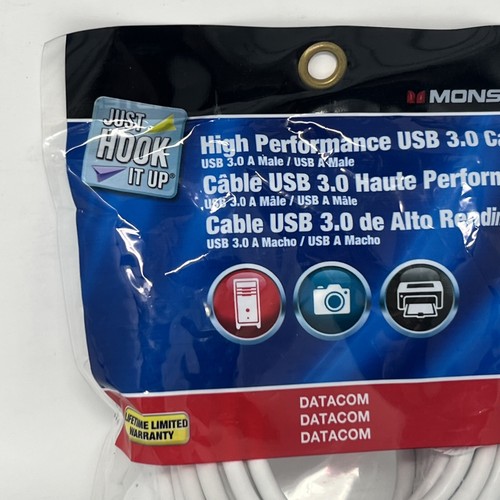 MONS
JUST
HOOK
IT UP
High Performance USB 3.0 Ca
USB 3.0 A Male / USB A Male
Câble USB 3.0 Haute Perform
USB 3.0 A Mâle / USB A Mâle
Cable USB 3.0 de Alto Rendi
USB 3.0 A Macho / USB A Macho
DATACOM
DATACOM
DATACOM
LIFETIME LIMITED
WARRANTY